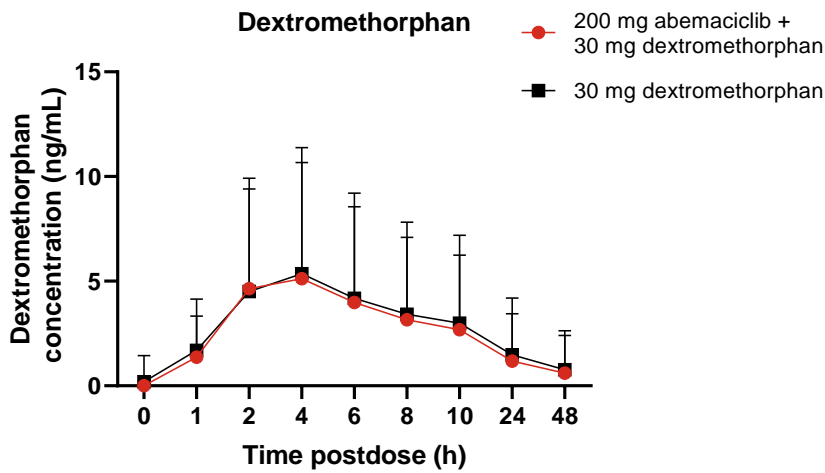 Dextromethorphan
200 mg abemaciclib +
30 mg dextromethorphan
30 mg dextromethorphan
Dextromethorphan
concentration (ng/mL)
15
10
5
0
0 1 2 4 6 8 10 24 48
Time postdose (h)